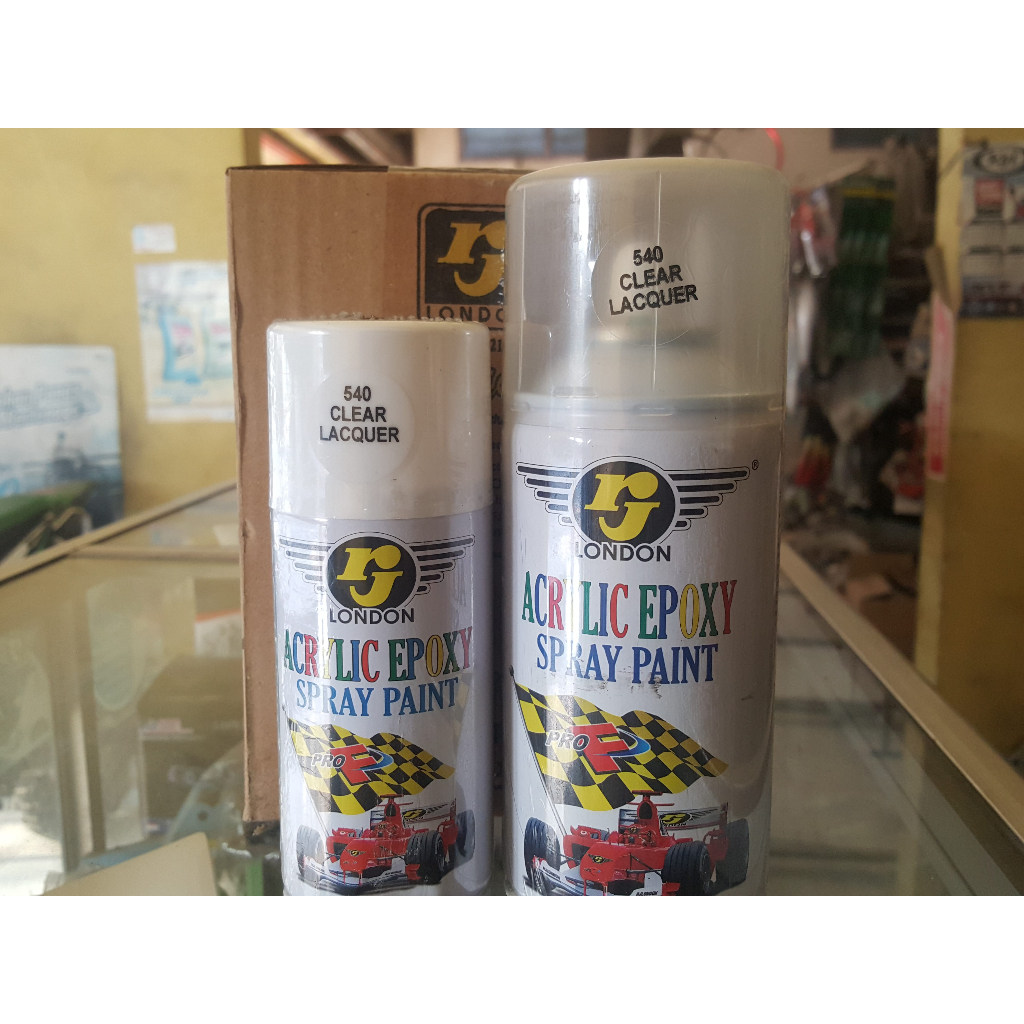 rj
LONDON
540
CLEAR
LACQUER
rj
LONDON
ACRYLIC EPOXY
SPRAY PAINT
PRO F
540
CLEAR
LACQUER
rj
®
LONDON
ACRYLIC EPOXY
SPRAY PAINT
PRO F